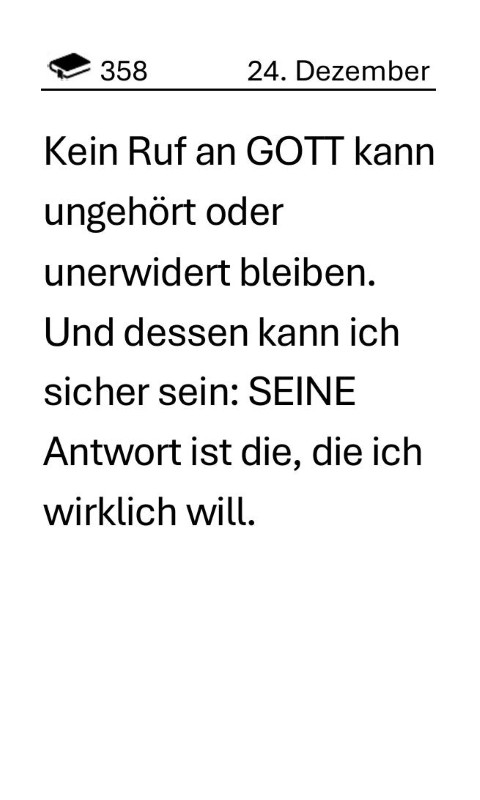 358 24. Dezember
Kein Ruf an GOTT kann
ungehört oder
unerwidert bleiben.
Und dessen kann ich
sicher sein: SEINE
Antwort ist die, die ich
wirklich will.